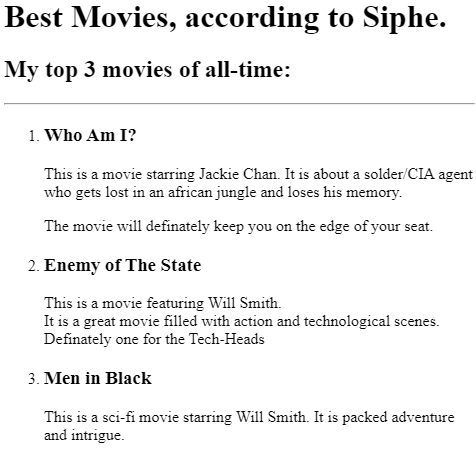 Best Movies, according to Siphe.
My top 3 movies of all-time:
1. Who Am I?
This is a movie starring Jackie Chan. It is about a solder/CIA agent
who gets lost in an african jungle and loses his memory.
The movie will definately keep you on the edge of your seat.
2. Enemy of The State
This is a movie featuring Will Smith.
It is a great movie filled with action and technological scenes.
Definately one for the Tech-Heads
3. Men in Black
This is a sci-fi movie starring Will Smith. It is packed adventure
and intrigue.